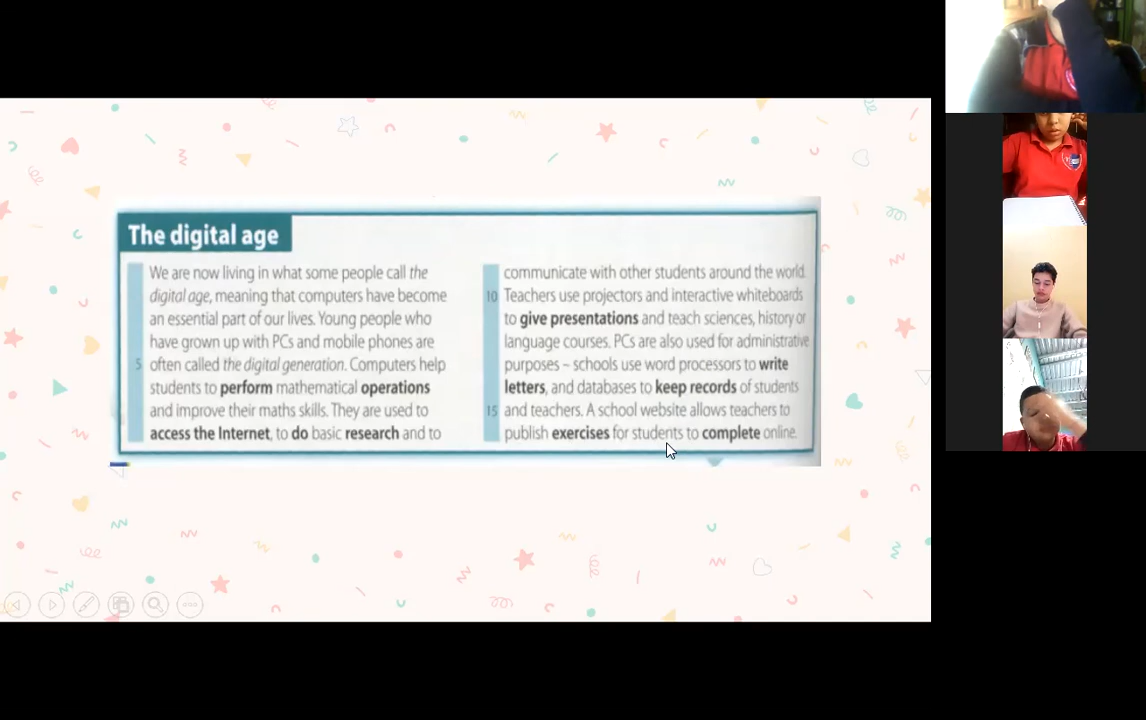 The digital age
We are now living in what some people call the
digital age, meaning that computers have become
an essential part of our lives. Young people who
have grown up with PCs and mobile phones are
5 often called the digital generation. Computers help
students to perform mathematical operations
and improve their maths skills. They are used to
access the Internet, to do basic research and to
communicate with other students around the world.
10 Teachers use projectors and interactive whiteboards
to give presentations and teach sciences, history or
language courses. PCs are also used for administrative
purposes – schools use word processors to write
letters, and databases to keep records of students
15 and teachers. A school website allows teachers to
publish exercises for students to complete online.